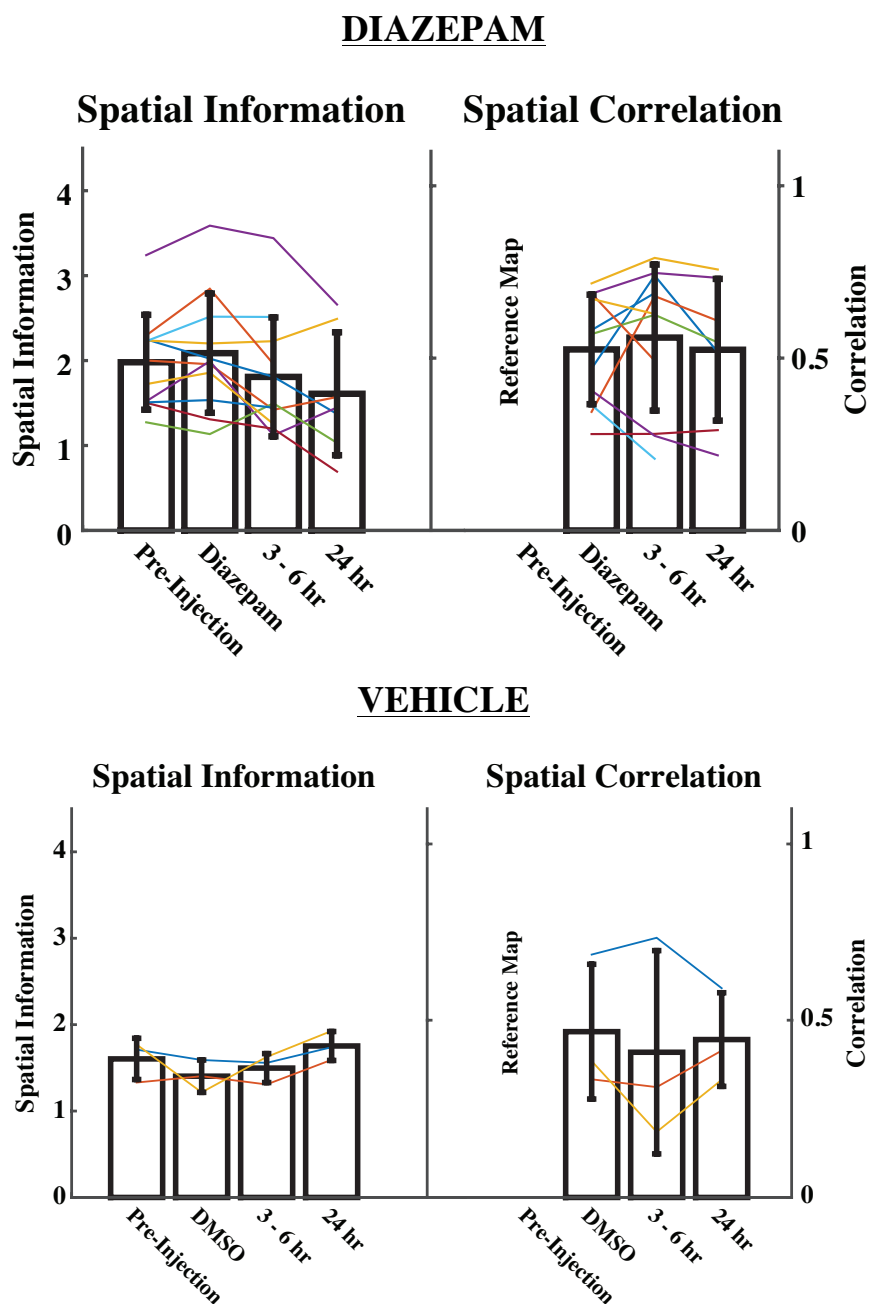 DIAZEPAM
Spatial Information
Spatial Correlation
Spatial Information
4
3
2
1
0
Pre-Injection
Diazepam
3 - 6 hr
24 hr
Reference Map
Pre-Injection
Diazepam
3 - 6 hr
24 hr
1
0.5
0
Correlation
VEHICLE
Spatial Information
Spatial Correlation
Spatial Information
4
3
2
1
0
Pre-Injection
DMSO
3 - 6 hr
24 hr
Reference Map
Pre-Injection
DMSO
3 - 6 hr
24 hr
1
0.5
0
Correlation